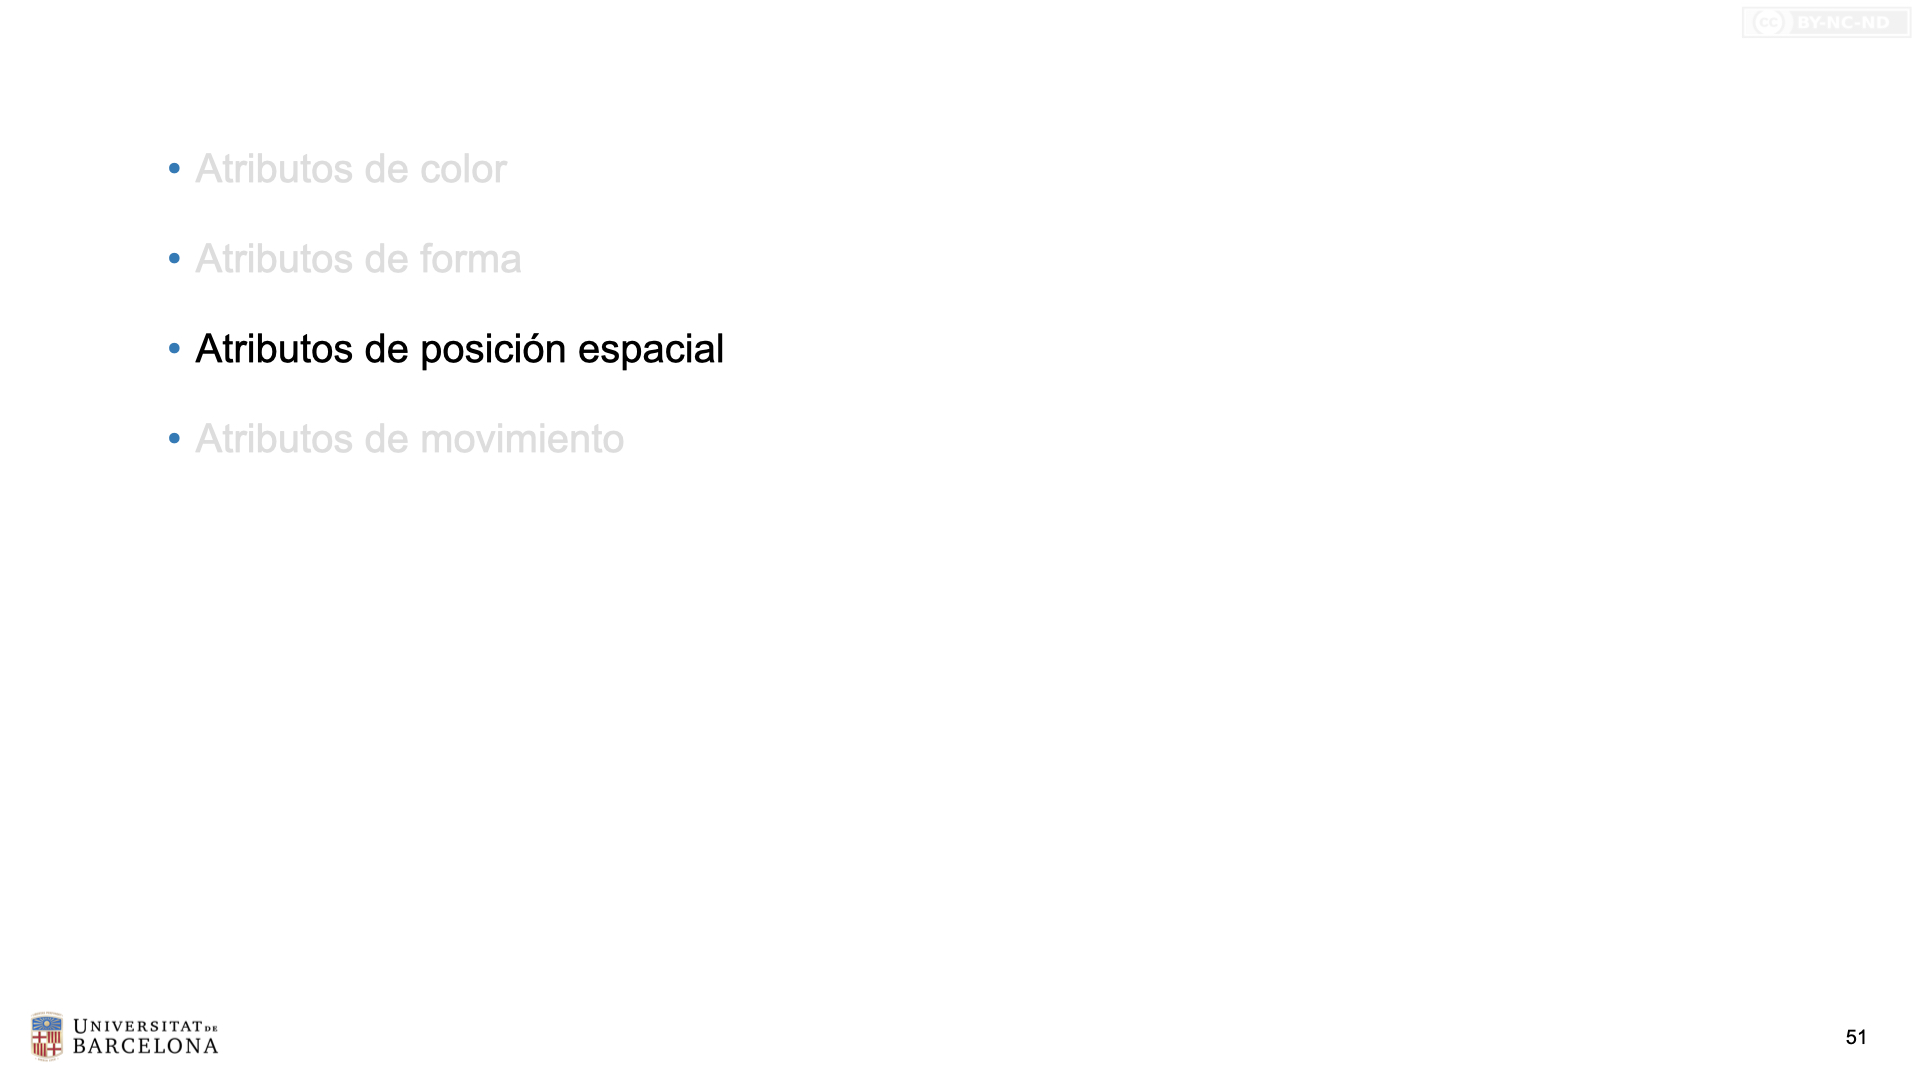 cc BY-NC-ND
• Atributos de color
• Atributos de forma
• Atributos de posición espacial
• Atributos de movimiento
UNIVERSITAT DE
BARCELONA
51